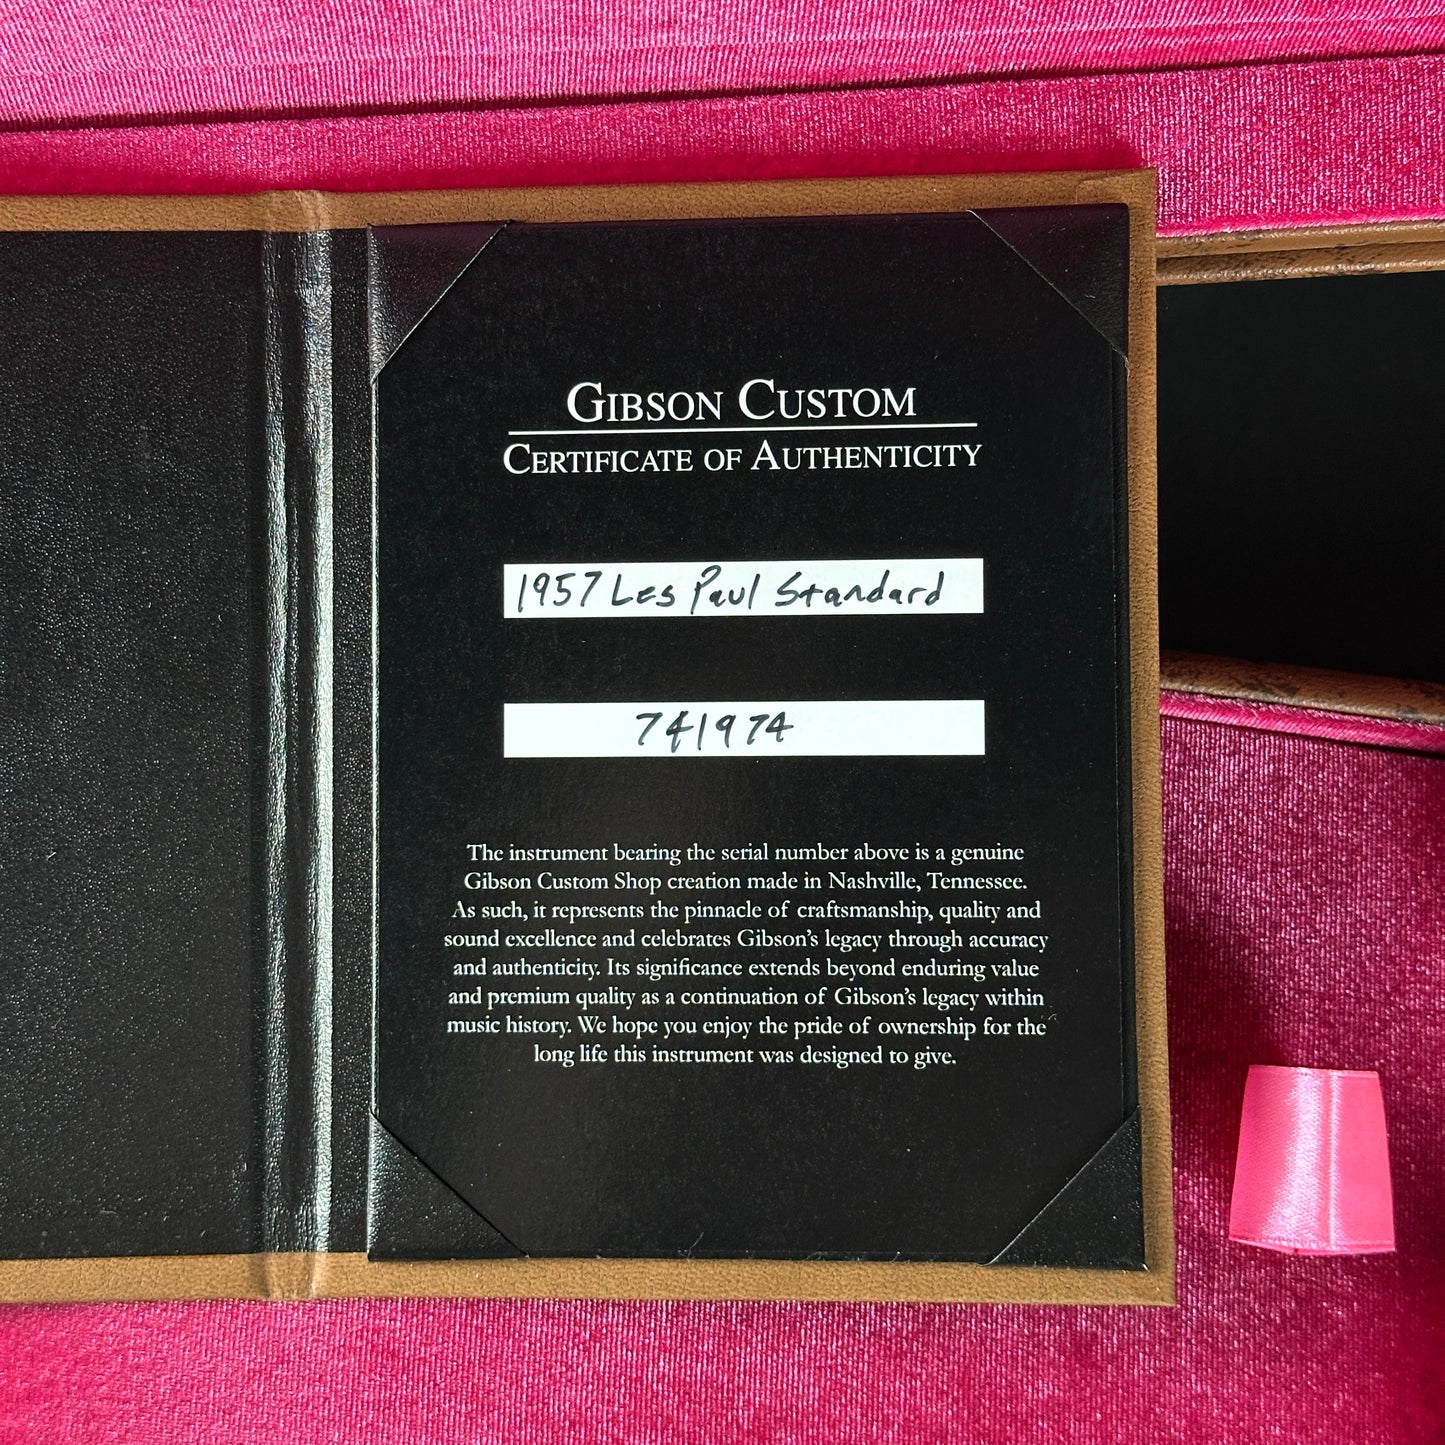 GIBSON CUSTOM
CERTIFICATE OF AUTHENTICITY
1957 Les Paul Standard
741974
The instrument bearing the serial number above is a genuine
Gibson Custom Shop creation made in Nashville, Tennessee.
As such, it represents the pinnacle of craftsmanship, quality and
sound excellence and celebrates Gibson's legacy through accuracy
and authenticity. Its significance extends beyond enduring value
and premium quality as a continuation of Gibson's legacy within
music history. We hope you enjoy the pride of ownership for the
long life this instrument was designed to give.